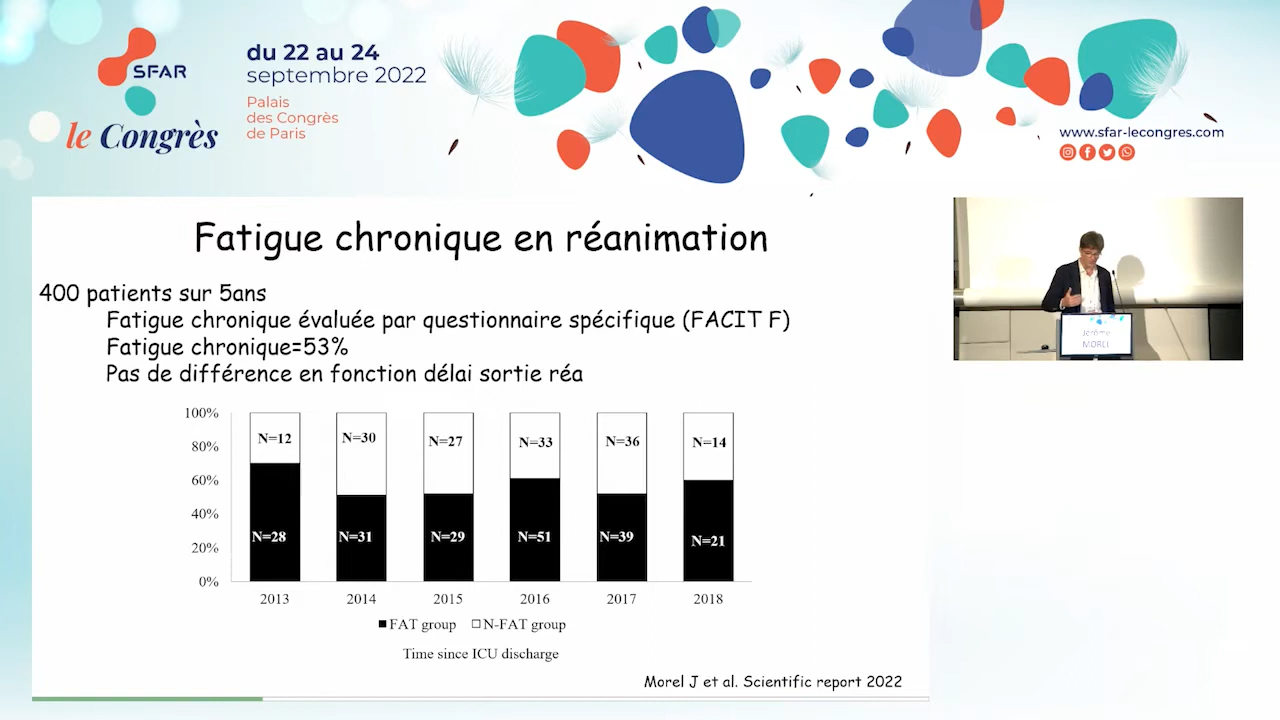 SFAR
le Congrès
du 22 au 24
septembre 2022
Palais
des Congrès
de Paris
www.sfar-lecongres.com
Fatigue chronique en réanimation
400 patients sur 5ans
Fatigue chronique évaluée par questionnaire spécifique (FACIT F)
Fatigue chronique=53%
Pas de différence en fonction délai sortie réa
100%
80%
60%
40%
20%
0%
N=12
N=30
N=27
N=33
N=36
N=14
N=28
N=31
N=29
N=51
N=39
N=21
2013
2014
2015
2016
2017
2018
FAT group
N-FAT group
Time since ICU discharge
Morel J et al. Scientific report 2022
Jérôme
MOREL